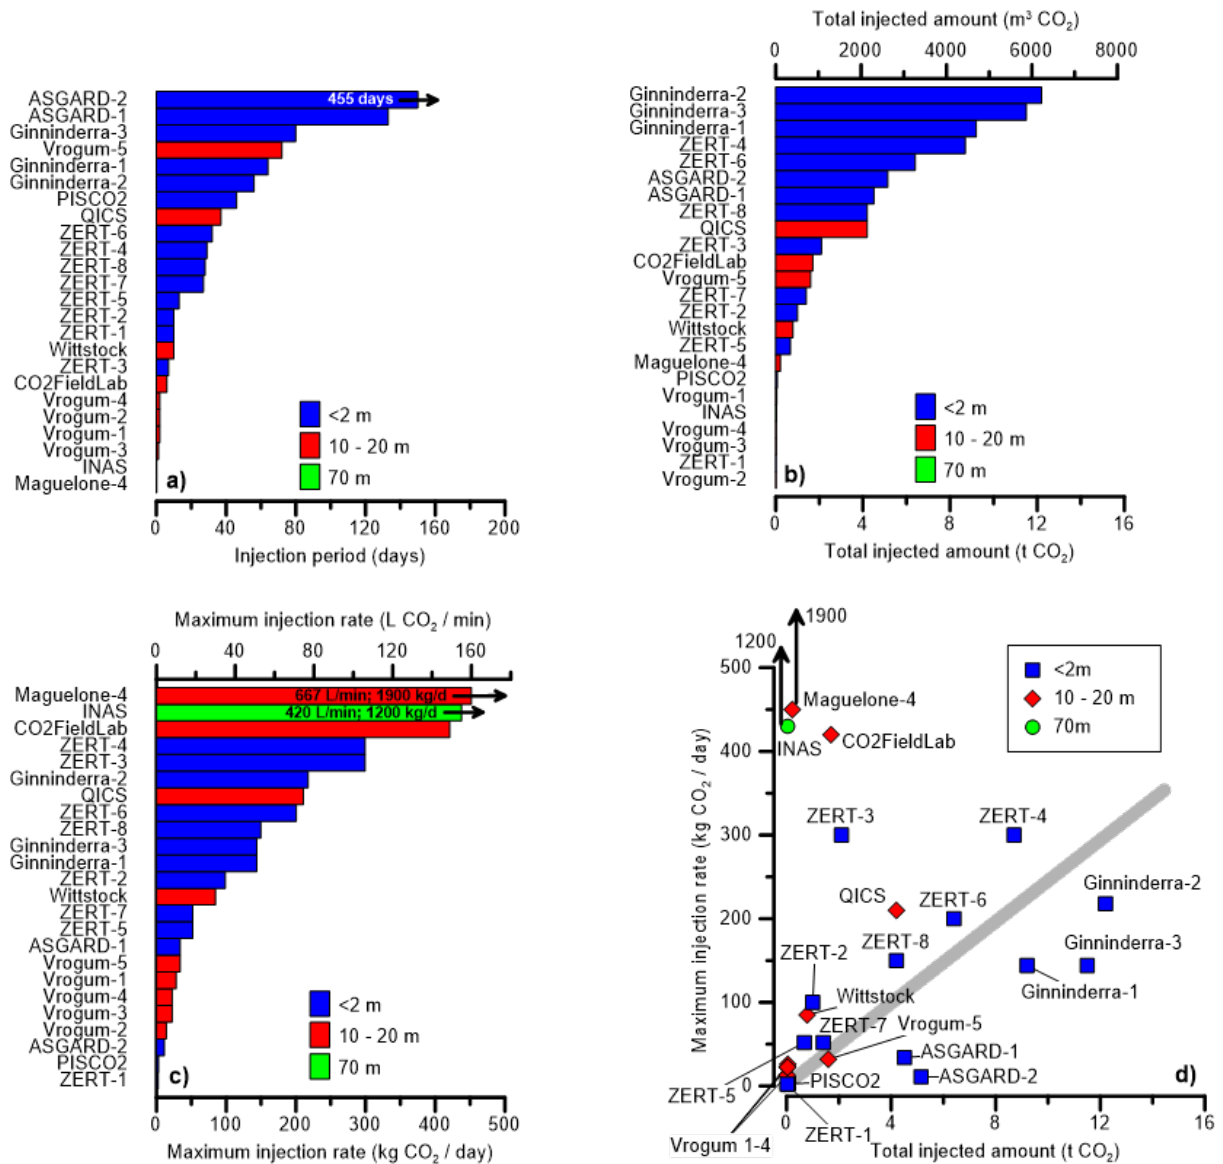 455 days
ASGARD-2
ASGARD-1
Ginninderra-3
Vrogum-5
Ginninderra-1
Ginninderra-2
PISCO2
QICS
ZERT-6
ZERT-4
ZERT-8
ZERT-7
ZERT-5
ZERT-2
ZERT-1
Wittstock
ZERT-3
CO2FieldLab
Vrogum-4
Vrogum-2
Vrogum-1
Vrogum-3
INAS
Maguelone-4
<2 m
10 - 20 m
70 m
a)
0 40 80 120 160 200
Injection period (days)
Total injected amount (m³ CO₂)
0 2000 4000 6000 8000
Ginninderra-2
Ginninderra-3
Ginninderra-1
ZERT-4
ZERT-6
ASGARD-2
ASGARD-1
ZERT-8
QICS
ZERT-3
CO2FieldLab
Vrogum-5
ZERT-7
ZERT-2
Wittstock
ZERT-5
Maguelone-4
PISCO2
Vrogum-1
INAS
Vrogum-4
Vrogum-3
ZERT-1
Vrogum-2
<2 m
10 - 20 m
70 m
b)
0 4 8 12 16
Total injected amount (t CO₂)
Maximum injection rate (L CO₂ / min)
0 40 80 120 160
Maguelone-4
667 L/min; 1900 kg/d
INAS
420 L/min; 1200 kg/d
CO2FieldLab
ZERT-4
ZERT-3
Ginninderra-2
QICS
ZERT-6
ZERT-8
Ginninderra-3
Ginninderra-1
ZERT-2
Wittstock
ZERT-7
ZERT-5
ASGARD-1
Vrogum-5
Vrogum-1
Vrogum-4
Vrogum-3
Vrogum-2
ASGARD-2
PISCO2
ZERT-1
<2 m
10 - 20 m
70 m
c)
0 100 200 300 400 500
Maximum injection rate (kg CO₂ / day)
1900
1200
<2m
10 - 20 m
70m
Maximum injection rate (kg CO₂ / day)
500
400
300
200
100
0
Maguelone-4
INAS
CO2FieldLab
ZERT-3
ZERT-4
QICS
ZERT-6
Ginninderra-2
ZERT-8
Ginninderra-3
ZERT-2
Ginninderra-1
Wittstock
ZERT-7
Vrogum-5
ASGARD-1
ASGARD-2
PISCO2
ZERT-5
ZERT-1
Vrogum 1-4
d)
0 4 8 12 16
Total injected amount (t CO₂)